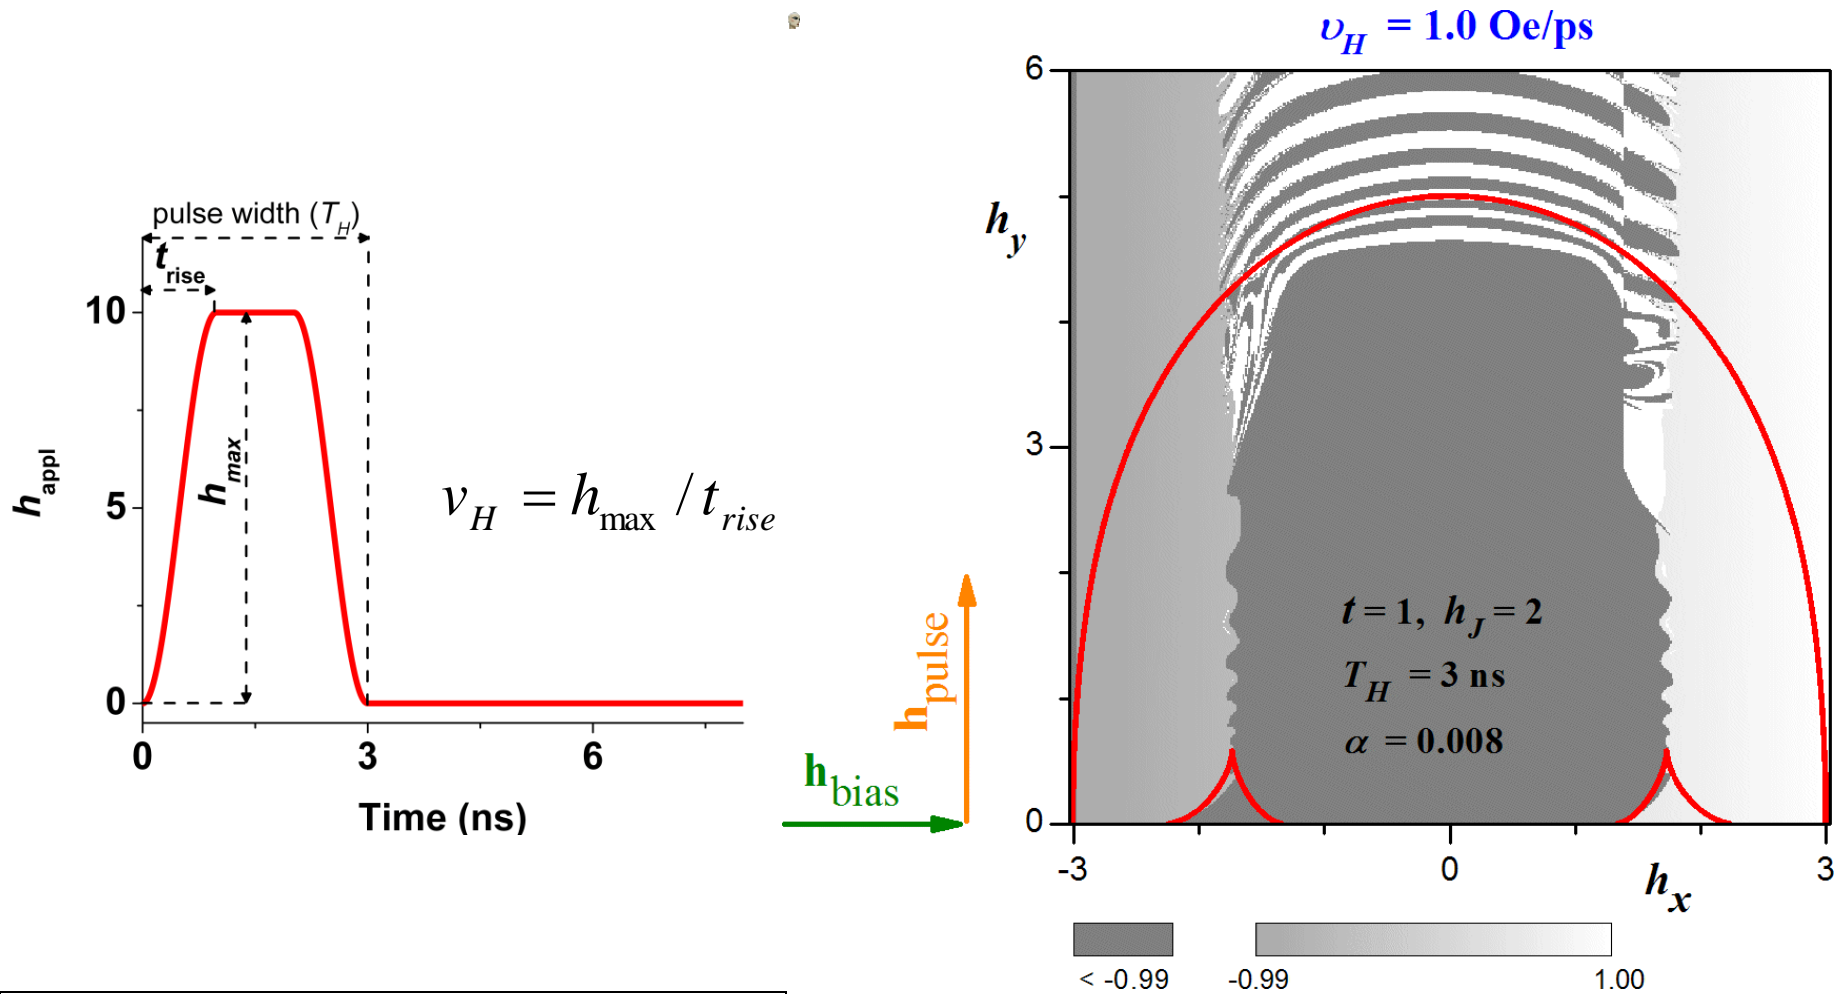 pulse width (T_H)
t_rise
10
5
0
h_appl
h_max
0
3
6
Time (ns)
v_H = h_max / t_rise
h_pulse
h_bias
υ_H = 1.0 Oe/ps
6
3
0
h_y
t = 1, h_J = 2
T_H = 3 ns
α = 0.008
-3
0
3
h_x
< -0.99
-0.99
1.00